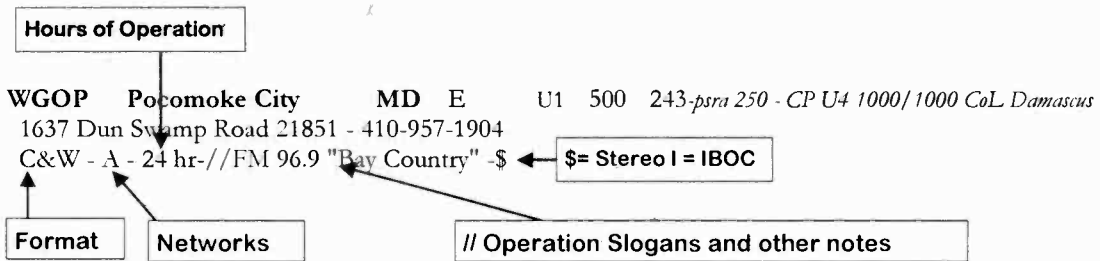 Hours of Operation
WGOP Pocomoke City MD E U1 500 243-psra 250 - CP U4 1000/1000 CoL Damascus
1637 Dun Swamp Road 21851 - 410-957-1904
C&W - A - 24 hr-//FM 96.9 "Bay Country" -$
$= Stereo I = IBOC
Format
Networks
// Operation Slogans and other notes